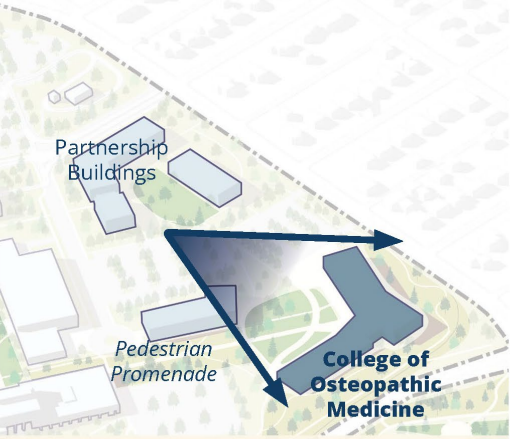 Partnership
Buildings
Pedestrian
Promenade
College of
Osteopathic
Medicine